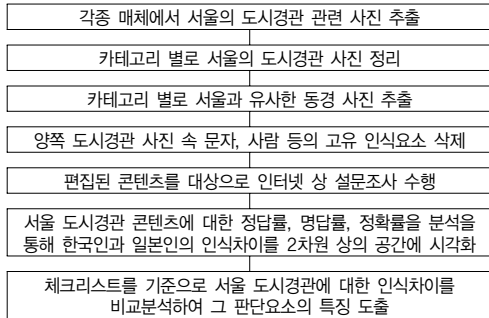 각종 매체에서 서울의 도시경관 관련 사진 추출
카테고리 별로 서울의 도시경관 사진 정리
카테고리 별로 서울과 유사한 동경 사진 추출
양쪽 도시경관 사진 속 문자, 사람 등의 고유 인식요소 삭제
편집된 콘텐츠를 대상으로 인터넷 상 설문조사 수행
서울 도시경관 콘텐츠에 대한 정답률, 명답률, 정확률을 분석을
통해 한국인과 일본인의 인식차이를 2차원 상의 공간에 시각화
체크리스트를 기준으로 서울 도시경관에 대한 인식차이를
비교분석하여 그 판단요소의 특징 도출